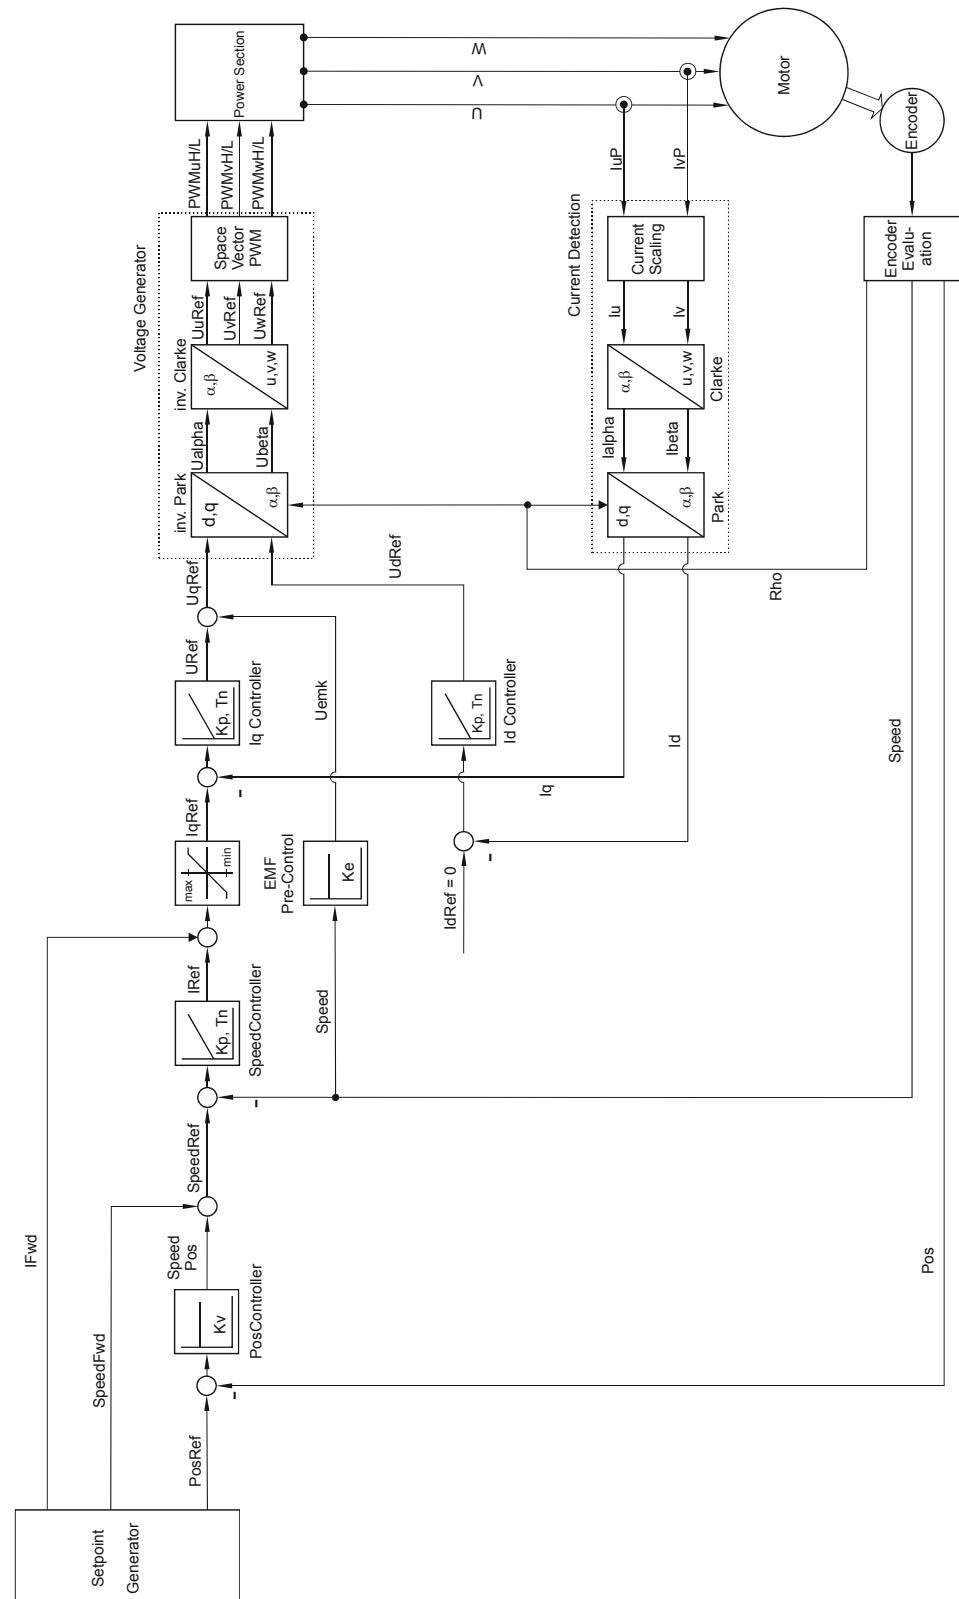 Setpoint
Generator
IFwd
SpeedFwd
PosRef
-
Kv
PosController
Speed
Pos
SpeedRef
-
Kp, Tn
SpeedController
IRef
max
min
IqRef
-
Kp, Tn
Iq Controller
URef
UqRef
Speed
EMF
Pre-Control
Ke
Uemk
IdRef = 0
-
Kp, Tn
Id Controller
UdRef
Iq
Id
Voltage Generator
inv. Park
d,q
α,β
Ualpha
Ubeta
inv. Clarke
α,β
u,v,w
UuRef
UvRef
UwRef
Space
Vector
PWM
PWMuH/L
PWMvH/L
PWMwH/L
Power Section
W
V
U
Current Detection
Park
d,q
α,β
Ialpha
Ibeta
Clarke
α,β
u,v,w
Iu
Iv
Current
Scaling
IuP
IvP
Motor
Encoder
Encoder
Evalu-
ation
Rho
Speed
Pos